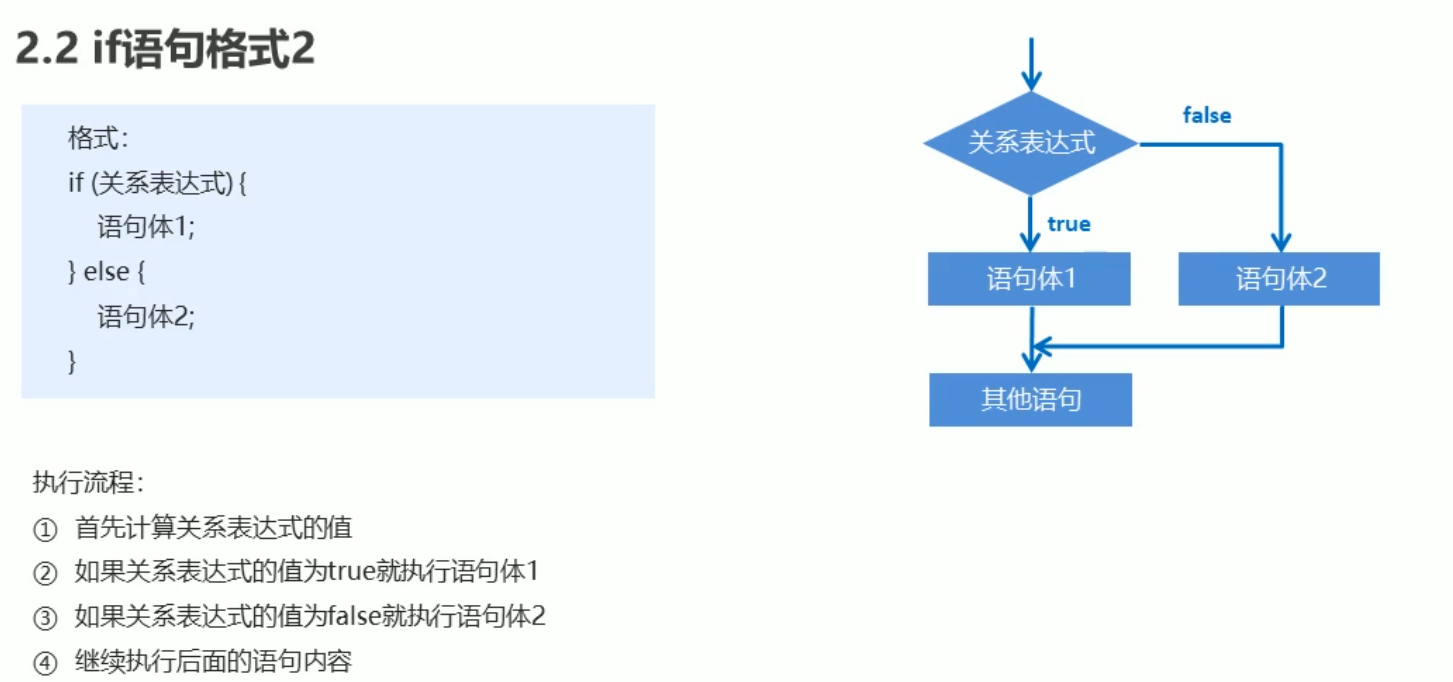 2.2 if语句格式2
格式：
if (关系表达式) {
语句体1;
} else {
语句体2;
}
执行流程：
① 首先计算关系表达式的值
② 如果关系表达式的值为true就执行语句体1
③ 如果关系表达式的值为false就执行语句体2
④ 继续执行后面的语句内容
关系表达式
false
true
语句体1
语句体2
其他语句